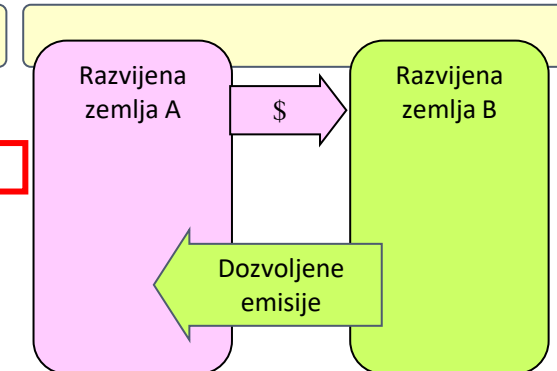 Razvijena
zemlja A
$
Razvijena
zemlja B
Dozvoljene
emisije